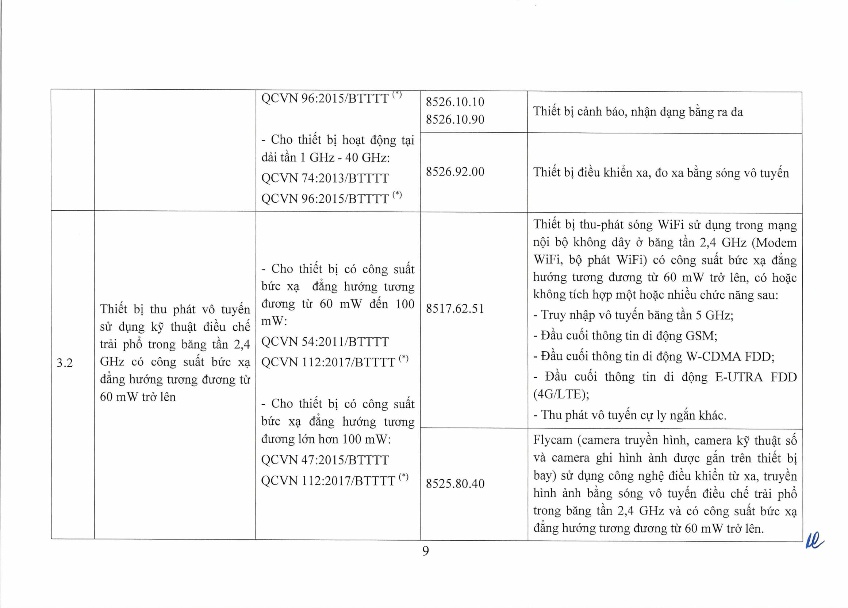 QCVN 96:2015/BTTTT (*)
- Cho thiết bị hoạt động tại
dải tần 1 GHz - 40 GHz:
QCVN 74:2013/BTTTT
QCVN 96:2015/BTTTT (*)
8526.10.10
8526.10.90
Thiết bị cảnh báo, nhận dạng bằng ra đa
8526.92.00
Thiết bị điều khiển xa, đo xa bằng sóng vô tuyến
3.2
Thiết bị thu phát vô tuyến
sử dụng kỹ thuật điều chế
trải phổ trong băng tần 2,4
GHz có công suất bức xạ
đẳng hướng tương đương từ
60 mW trở lên
- Cho thiết bị có công suất
bức xạ đẳng hướng tương
đương từ 60 mW đến 100
mW:
QCVN 54:2011/BTTTT
QCVN 112:2017/BTTTT (*)
- Cho thiết bị có công suất
bức xạ đẳng hướng tương
đương lớn hơn 100 mW:
QCVN 47:2015/BTTTT
QCVN 112:2017/BTTTT (*)
8517.62.51
Thiết bị thu-phát sóng WiFi sử dụng trong mạng
nội bộ không dây ở băng tần 2,4 GHz (Modem
WiFi, bộ phát WiFi) có công suất bức xạ đẳng
hướng tương đương từ 60 mW trở lên, có hoặc
không tích hợp một hoặc nhiều chức năng sau:
- Truy nhập vô tuyến băng tần 5 GHz;
- Đầu cuối thông tin di động GSM;
- Đầu cuối thông tin di động W-CDMA FDD;
- Đầu cuối thông tin di động E-UTRA FDD
(4G/LTE);
- Thu phát vô tuyến cự ly ngắn khác.
8525.80.40
Flycam (camera truyền hình, camera kỹ thuật số
và camera ghi hình ảnh được gắn trên thiết bị
bay) sử dụng công nghệ điều khiển từ xa, truyền
hình ảnh bằng sóng vô tuyến điều chế trải phổ
trong băng tần 2,4 GHz và có công suất bức xạ
đẳng hướng tương đương từ 60 mW trở lên.
9